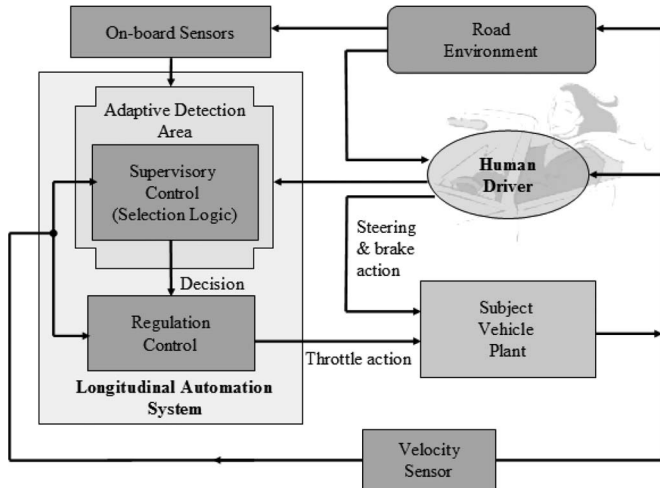 On-board Sensors
Road
Environment
Adaptive Detection
Area
Supervisory
Control
(Selection Logic)
Human
Driver
Steering
& brake
action
Decision
Regulation
Control
Subject
Vehicle
Plant
Throttle action
Longitudinal Automation
System
Velocity
Sensor